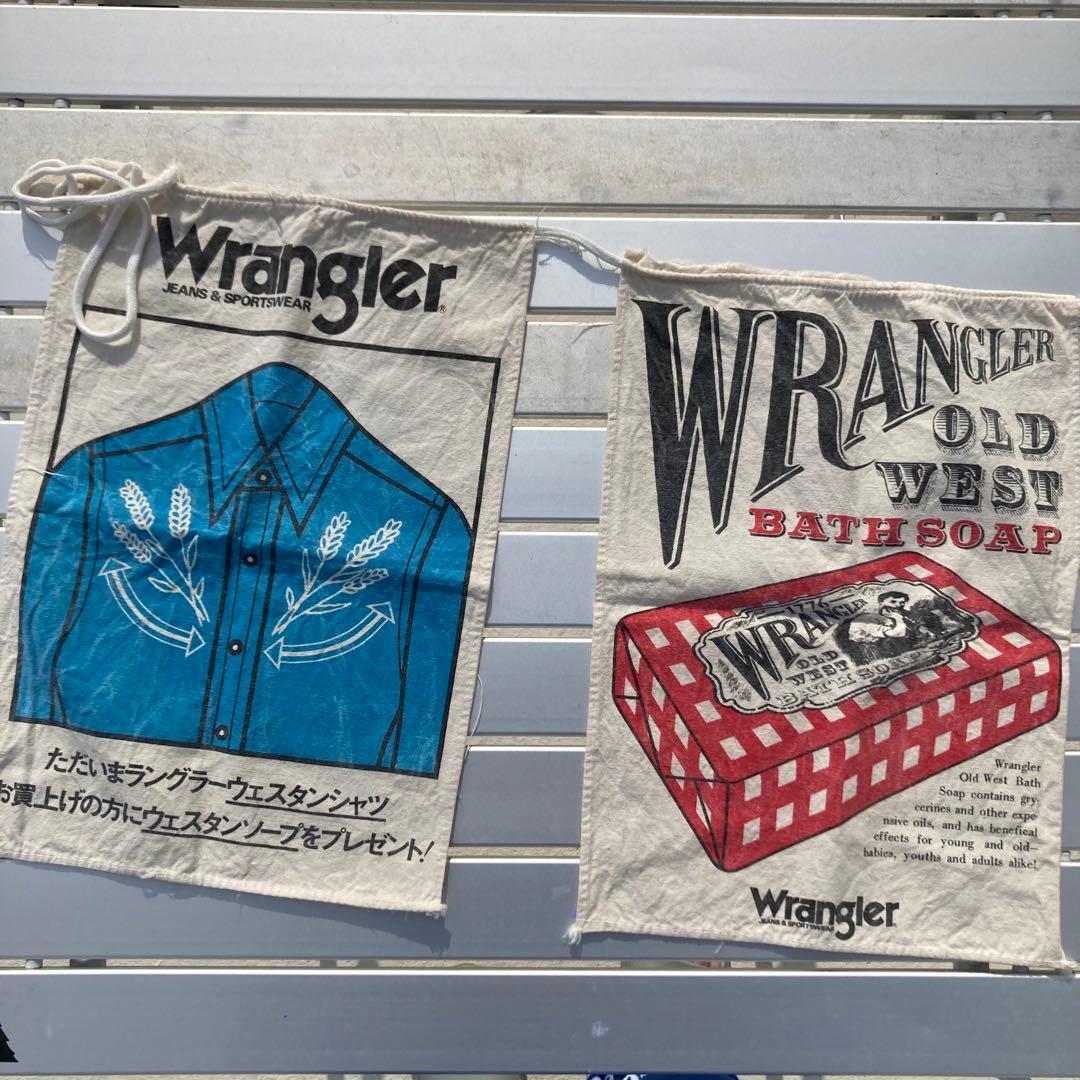 Wrangler®
JEANS & SPORTSWEAR
ただいまラングラーウェスタンシャツ
お買上げの方にウェスタンソープをプレゼント!
WRANGLER
OLD
WEST
BATH SOAP
1776
WRANGLER
OLD
WEST
BATH SOAP
Wrangler
Old West Bath
Soap contains gry-
cerines and other expe
nsive oils, and has benefical
effects for young and old—
babies, youths and adults alike!
Wrangler®
JEANS & SPORTSWEAR